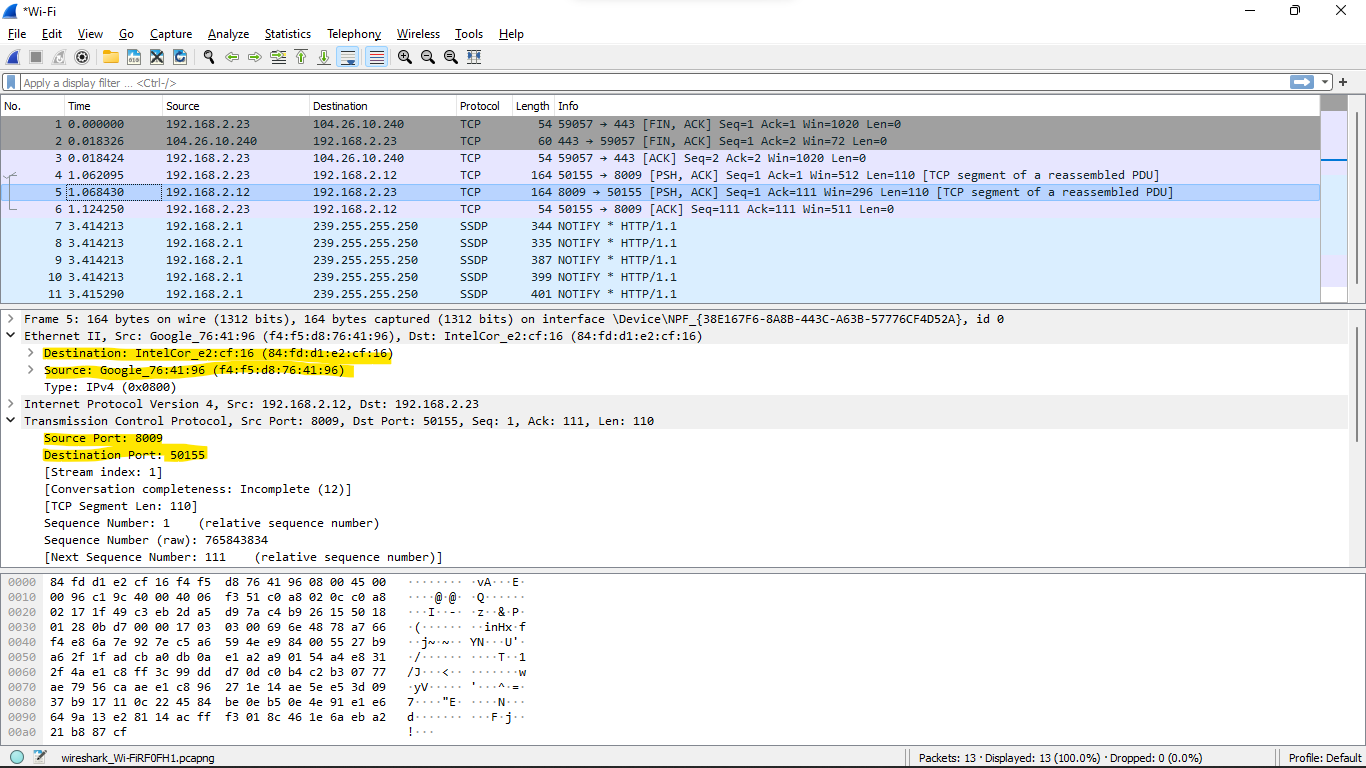 *Wi-Fi
File Edit View Go Capture Analyze Statistics Telephony Wireless Tools Help
Apply a display filter ... <Ctrl-/>
No. Time Source Destination Protocol Length Info
1 0.000000 192.168.2.23 104.26.10.240 TCP 54 59057 → 443 [FIN, ACK] Seq=1 Ack=1 Win=1020 Len=0
2 0.018326 104.26.10.240 192.168.2.23 TCP 60 443 → 59057 [FIN, ACK] Seq=1 Ack=2 Win=72 Len=0
3 0.018424 192.168.2.23 104.26.10.240 TCP 54 59057 → 443 [ACK] Seq=2 Ack=2 Win=1020 Len=0
4 1.062095 192.168.2.23 192.168.2.12 TCP 164 50155 → 8009 [PSH, ACK] Seq=1 Ack=1 Win=512 Len=110 [TCP segment of a reassembled PDU]
5 1.068430 192.168.2.12 192.168.2.23 TCP 164 8009 → 50155 [PSH, ACK] Seq=1 Ack=111 Win=296 Len=110 [TCP segment of a reassembled PDU]
6 1.124250 192.168.2.23 192.168.2.12 TCP 54 50155 → 8009 [ACK] Seq=111 Ack=111 Win=511 Len=0
7 3.414213 192.168.2.1 239.255.255.250 SSDP 344 NOTIFY * HTTP/1.1
8 3.414213 192.168.2.1 239.255.255.250 SSDP 335 NOTIFY * HTTP/1.1
9 3.414213 192.168.2.1 239.255.255.250 SSDP 387 NOTIFY * HTTP/1.1
10 3.414213 192.168.2.1 239.255.255.250 SSDP 399 NOTIFY * HTTP/1.1
11 3.415290 192.168.2.1 239.255.255.250 SSDP 401 NOTIFY * HTTP/1.1
Frame 5: 164 bytes on wire (1312 bits), 164 bytes captured (1312 bits) on interface \Device\NPF_{38E167F6-8A8B-443C-A63B-57776CF4D52A}, id 0
Ethernet II, Src: Google_76:41:96 (f4:f5:d8:76:41:96), Dst: IntelCor_e2:cf:16 (84:fd:d1:e2:cf:16)
Destination: IntelCor_e2:cf:16 (84:fd:d1:e2:cf:16)
Source: Google_76:41:96 (f4:f5:d8:76:41:96)
Type: IPv4 (0x0800)
Internet Protocol Version 4, Src: 192.168.2.12, Dst: 192.168.2.23
Transmission Control Protocol, Src Port: 8009, Dst Port: 50155, Seq: 1, Ack: 111, Len: 110
Source Port: 8009
Destination Port: 50155
[Stream index: 1]
[Conversation completeness: Incomplete (12)]
[TCP Segment Len: 110]
Sequence Number: 1 (relative sequence number)
Sequence Number (raw): 765843834
[Next Sequence Number: 111 (relative sequence number)]
0000 84 fd d1 e2 cf 16 f4 f5 d8 76 41 96 08 00 45 00 ········ ·vA···E·
0010 00 96 c1 9c 40 00 40 06 f3 51 c0 a8 02 0c c0 a8 ····@·@· ·Q······
0020 02 17 1f 49 c3 eb 2d a5 d9 7a c4 b9 26 15 50 18 ···I··-· ·z··&·P·
0030 01 28 0b d7 00 00 17 03 03 00 69 6e 48 78 a7 66 ·(······ ··inHx·f
0040 f4 e8 6a 7e 92 7e c5 a6 59 4e e9 84 00 55 27 b9 ··j~·~·· YN···U'·
0050 a6 2f 1f ad cb a0 db 0a e1 a2 a9 01 54 a4 e8 31 ·/······ ····T··1
0060 2f 4a e1 c8 ff 3c 99 dd d7 0d c0 b4 c2 b3 07 77 /J···<·· ·······w
0070 ae 79 56 ca ae e1 c8 96 27 1e 14 ae 5e e5 3d 09 ·yV····· '···^·=·
0080 37 b9 17 11 0c 22 45 84 be 0e b5 0e 4e 91 e1 e6 7····"E· ····N···
0090 64 9a 13 e2 81 14 ac ff f3 01 8c 46 1e 6a eb a2 d······· ···F·j··
00a0 21 b8 87 cf !···
wireshark_Wi-FiRF0FH1.pcapng Packets: 13 · Displayed: 13 (100.0%) · Dropped: 0 (0.0%) Profile: Default